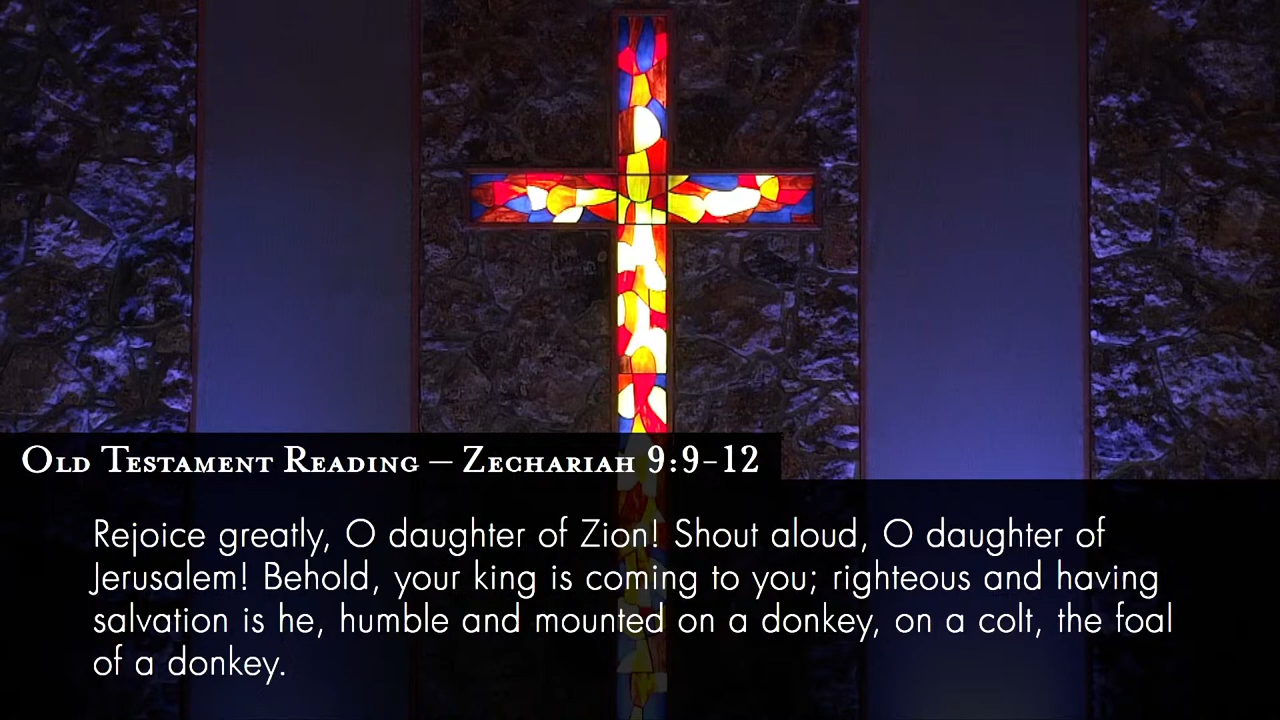 Old Testament Reading – Zechariah 9:9-12
Rejoice greatly, O daughter of Zion! Shout aloud, O daughter of
Jerusalem! Behold, your king is coming to you; righteous and having
salvation is he, humble and mounted on a donkey, on a colt, the foal
of a donkey.